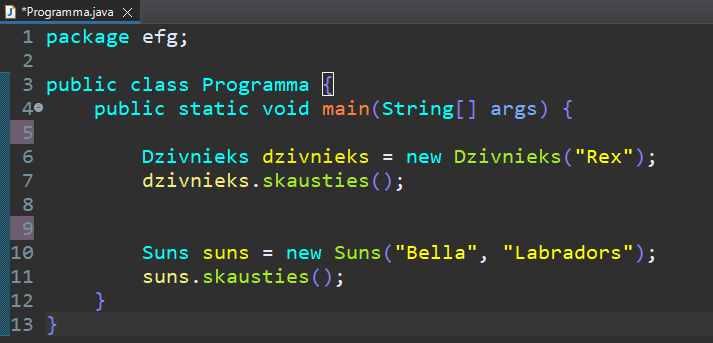 *Programma.java
1 package efg;
2
3 public class Programma {
4     public static void main(String[] args) {
5
6         Dzivnieks dzivnieks = new Dzivnieks("Rex");
7         dzivnieks.skausties();
8
9
10         Suns suns = new Suns("Bella", "Labradors");
11         suns.skausties();
12     }
13 }